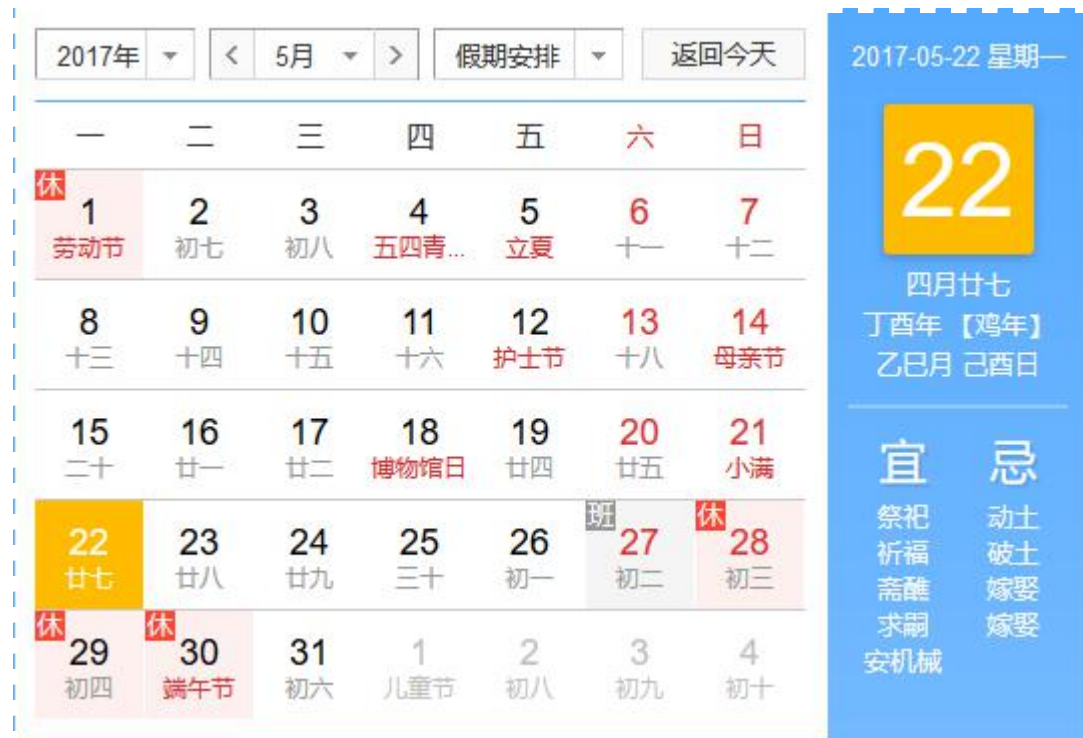 2017年 < 5月 > 假期安排 返回今天
一 二 三 四 五 六 日
休
1 2 3 4 5 6 7
劳动节 初七 初八 五四青... 立夏 十一 十二
8 9 10 11 12 13 14
十三 十四 十五 十六 护士节 十八 母亲节
15 16 17 18 19 20 21
二十 廿一 廿二 博物馆日 廿四 廿五 小满
班 休
22 23 24 25 26 27 28
廿七 廿八 廿九 三十 初一 初二 初三
休 休
29 30 31 1 2 3 4
初四 端午节 初六 儿童节 初八 初九 初十
2017-05-22 星期一
22
四月廿七
丁酉年【鸡年】
乙巳月 己酉日
宜 忌
祭祀 动土
祈福 破土
斋醮 嫁娶
求嗣 嫁娶
安机械